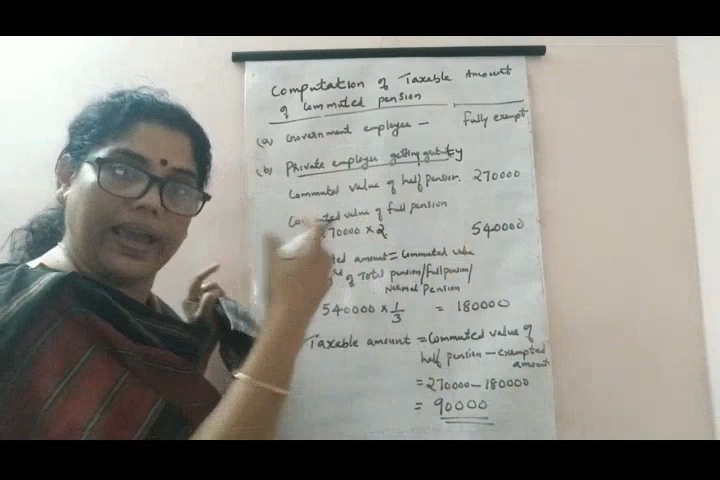 Computation of Taxable Amount
of Commuted pension
(a) Government employee - fully exempt
(b) Private employee getting gratuity
Commuted value of half pension. 270000
value of full pension
70000 × 2 540000
amount = Commuted value
of Total pension/full pension/
Normal Pension
540000 × 1/3 = 180000
Taxable amount = Commuted value of
half pension - exempted
amount
= 270000 - 180000
= 90000